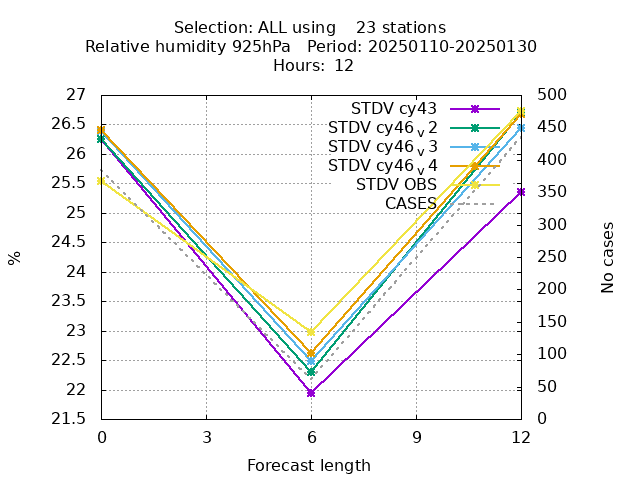 Selection: ALL using    23 stations
Relative humidity 925hPa   Period: 20250110-20250130
Hours:  12
27
26.5
26
25.5
25
24.5
24
23.5
23
22.5
22
21.5
500
450
400
350
300
250
200
150
100
50
0
STDV cy43
STDV cy46 v 2
STDV cy46 v 3
STDV cy46 v 4
STDV OBS
CASES
%
No cases
0 3 6 9 12
Forecast length